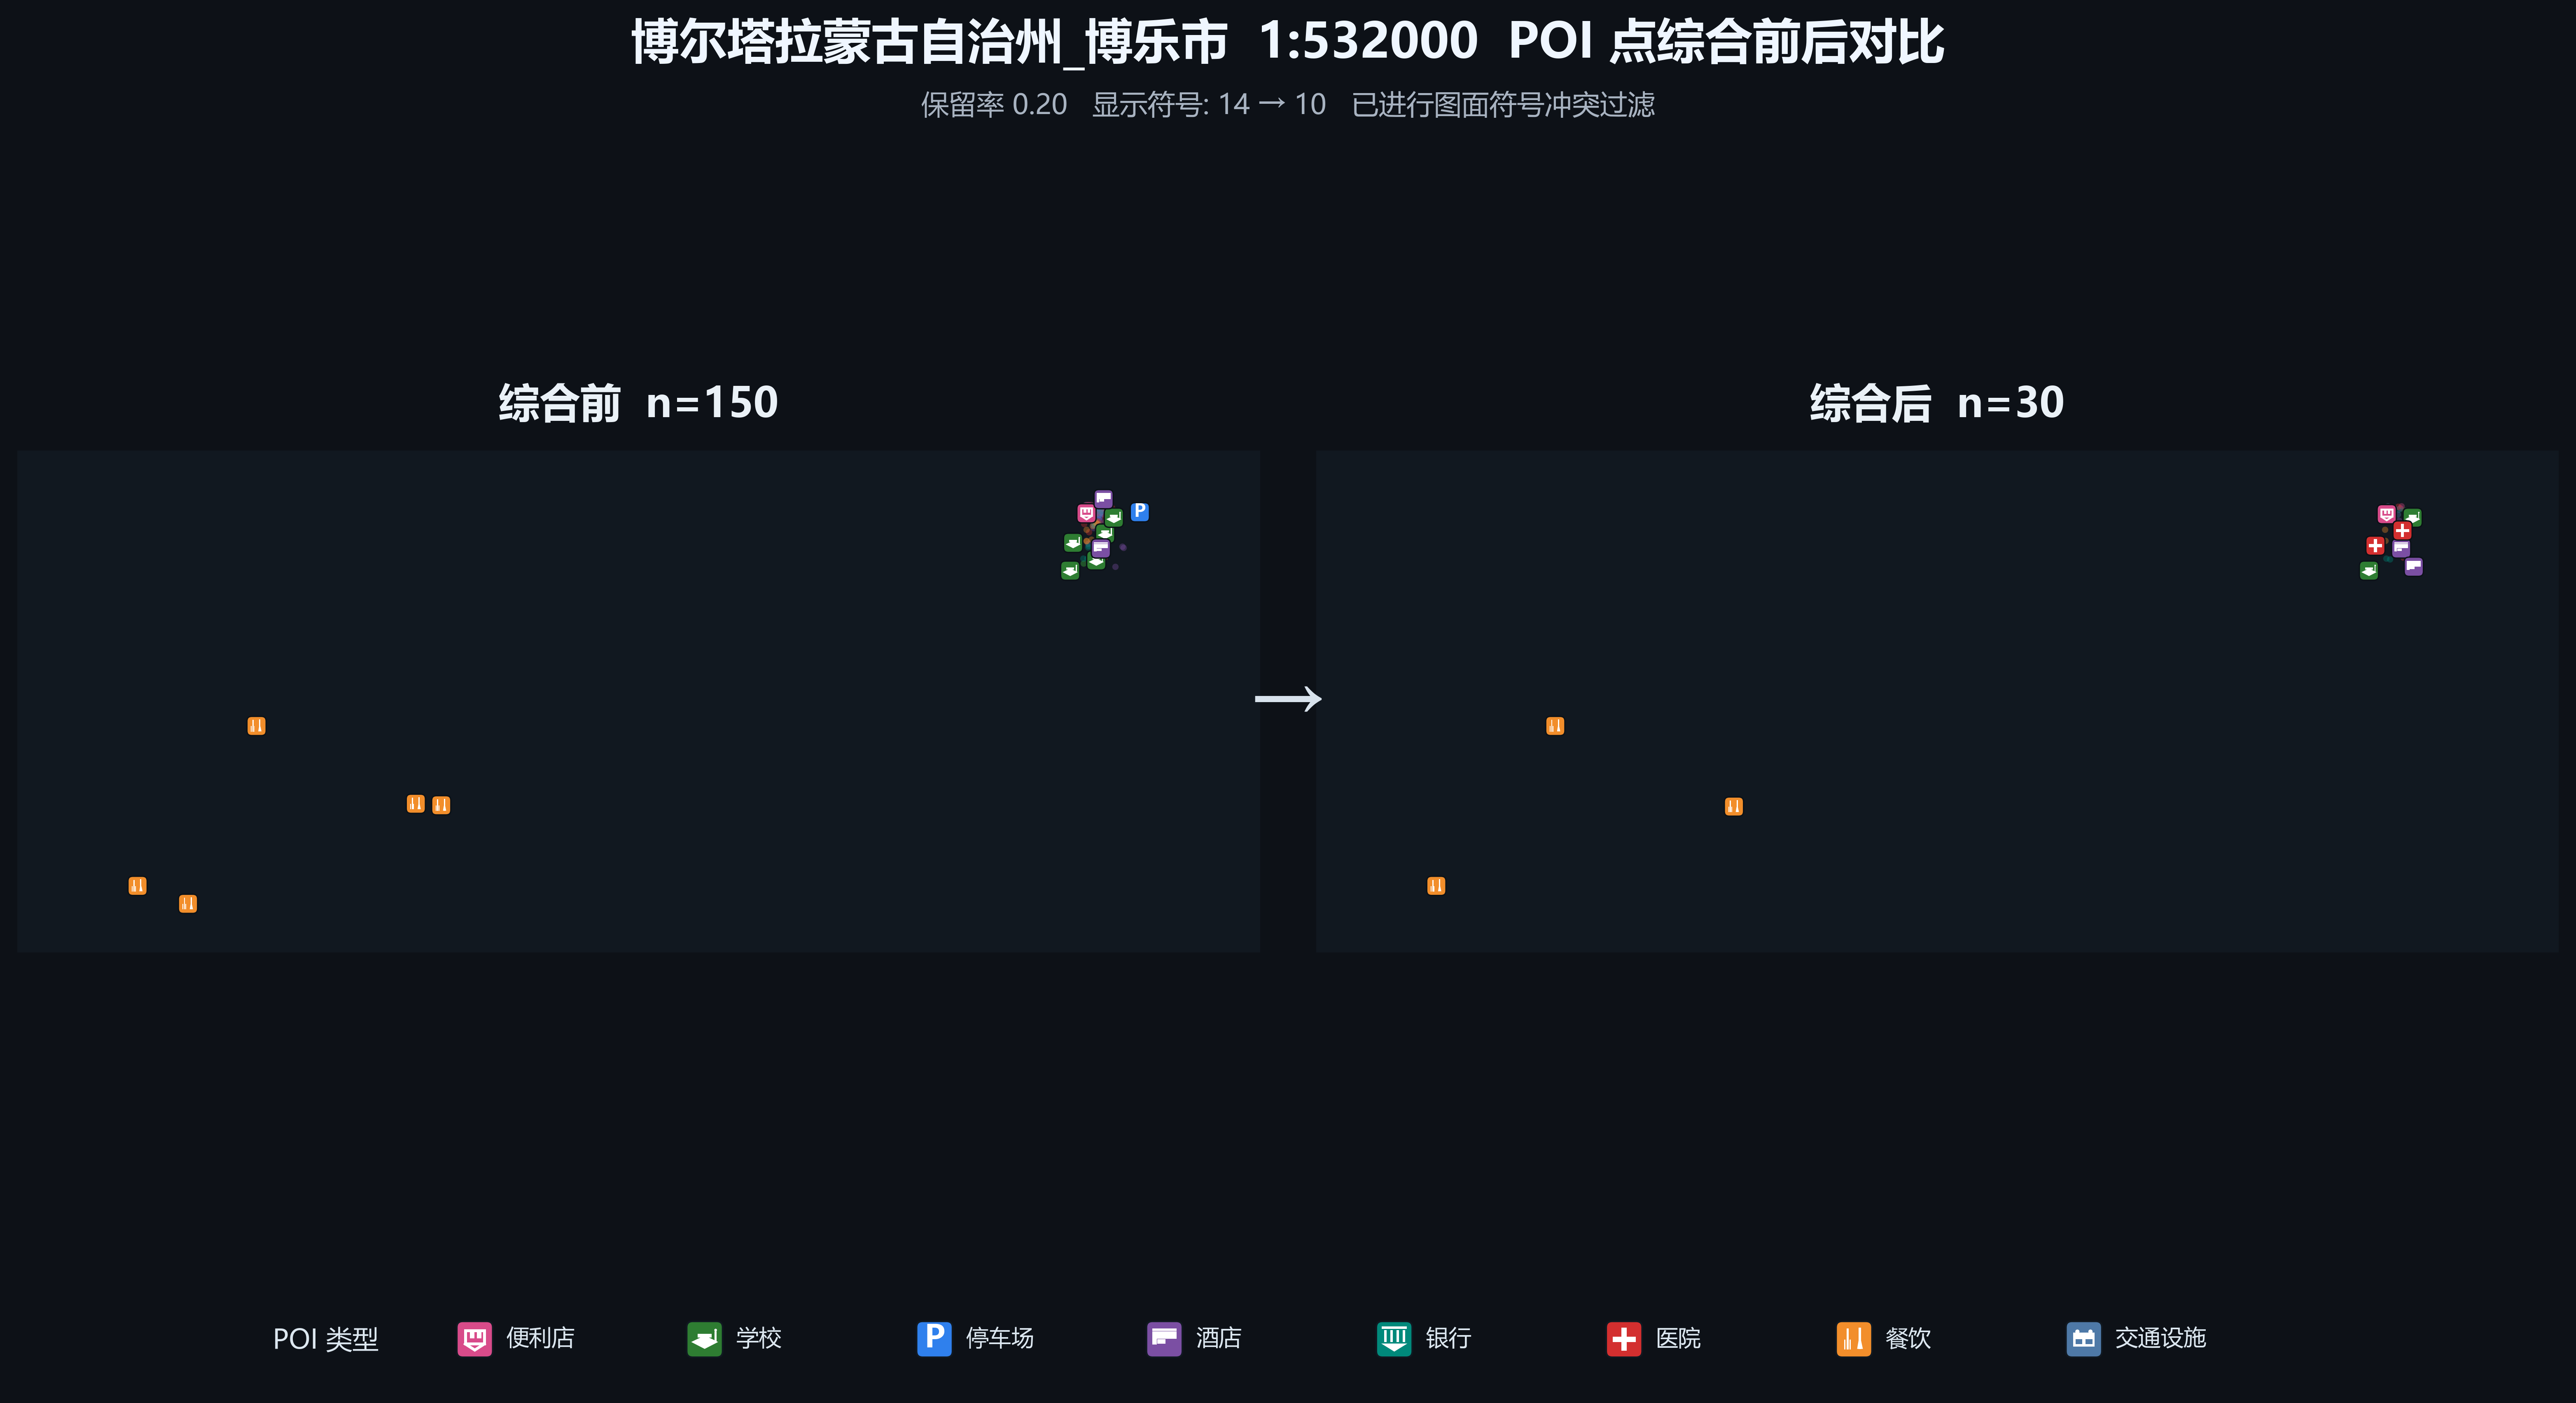 博尔塔拉蒙古自治州_博乐市 1:532000 POI 点综合前后对比
保留率 0.20 显示符号: 14 → 10 已进行图面符号冲突过滤
综合前 n=150
综合后 n=30
P
→
POI 类型
便利店
学校
P 停车场
酒店
银行
医院
餐饮
交通设施